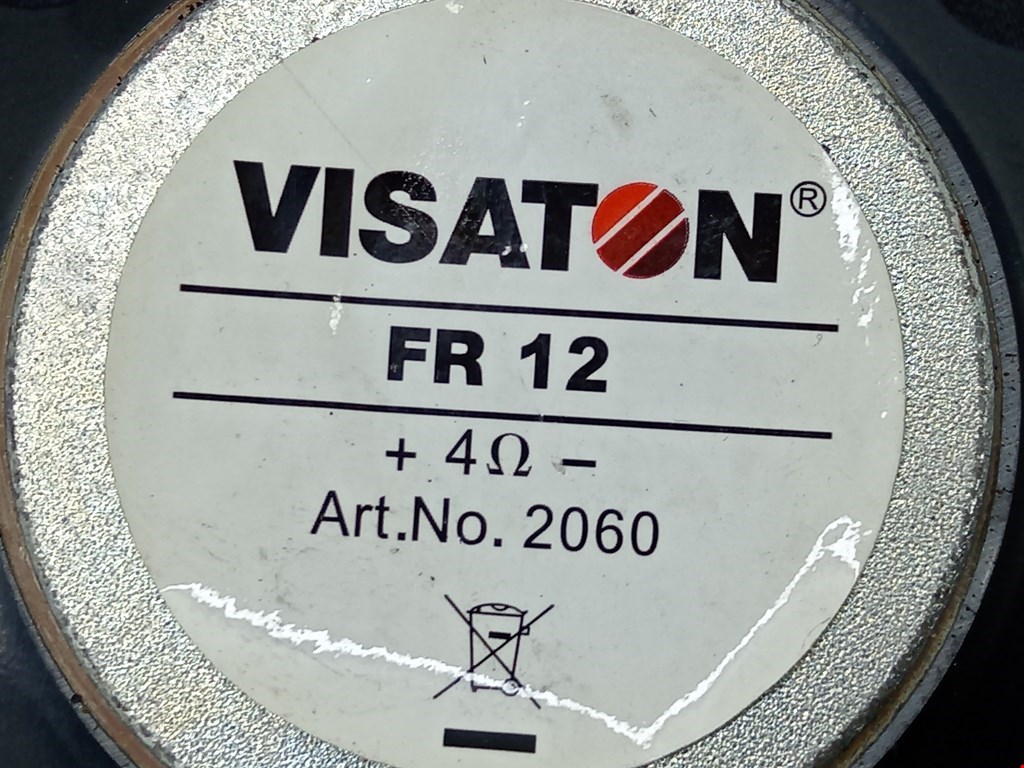 VISATON®
FR 12
+ 4Ω –
Art.No. 2060